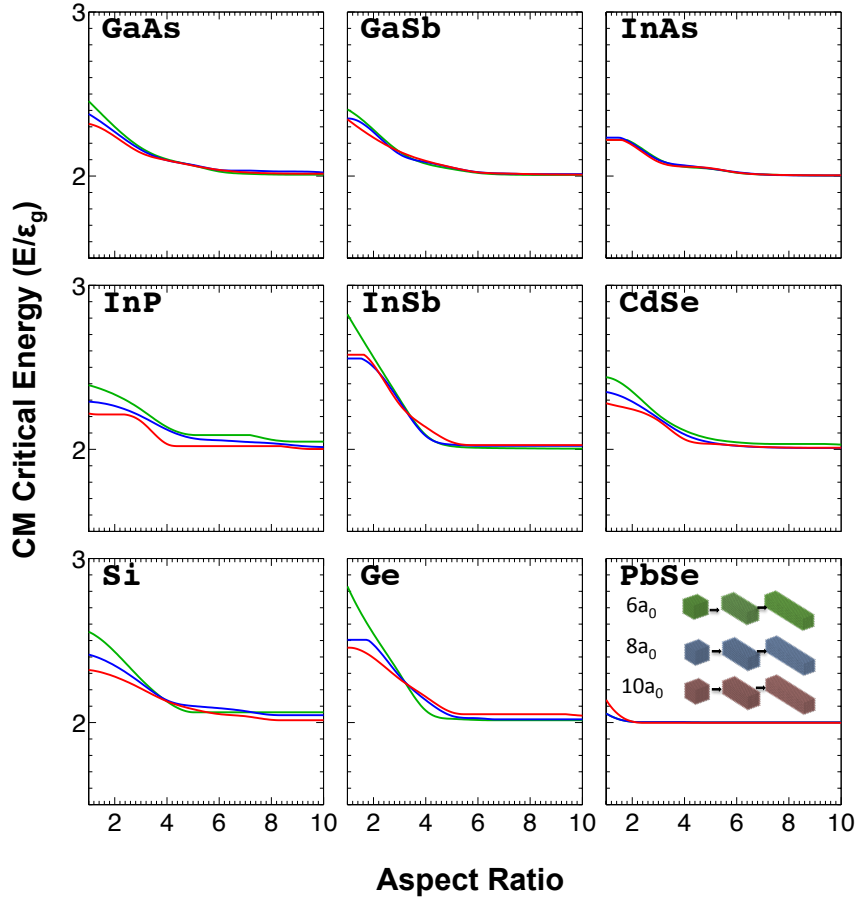 CM Critical Energy (E/εg)
3
GaAs
GaSb
InAs
2
3
InP
InSb
CdSe
2
3
Si
Ge
PbSe
6a0
8a0
10a0
2
2 4 6 8 10 2 4 6 8 10 2 4 6 8 10
Aspect Ratio